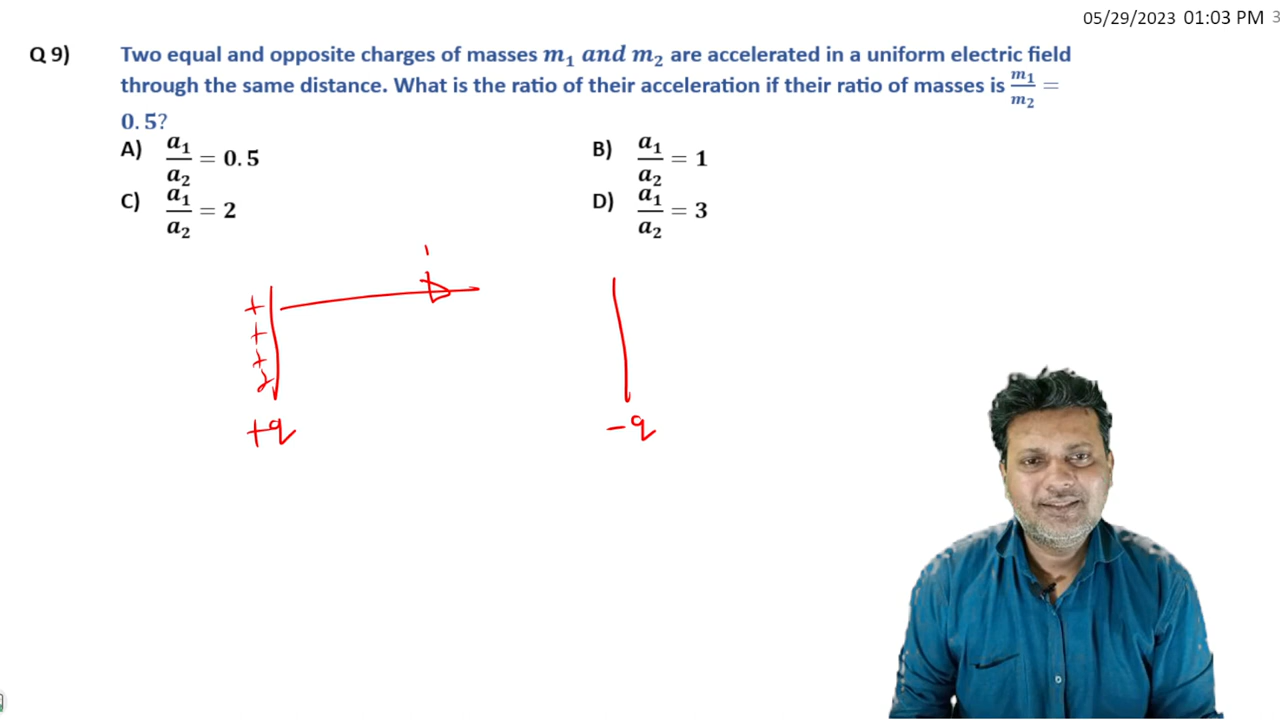 05/29/2023 01:03 PM 3
Q 9) Two equal and opposite charges of masses m₁ and m₂ are accelerated in a uniform electric field
through the same distance. What is the ratio of their acceleration if their ratio of masses is m₁/m₂ =
0.5?
A) a₁/a₂ = 0.5 B) a₁/a₂ = 1
C) a₁/a₂ = 2 D) a₁/a₂ = 3
+
+
+
+q -q